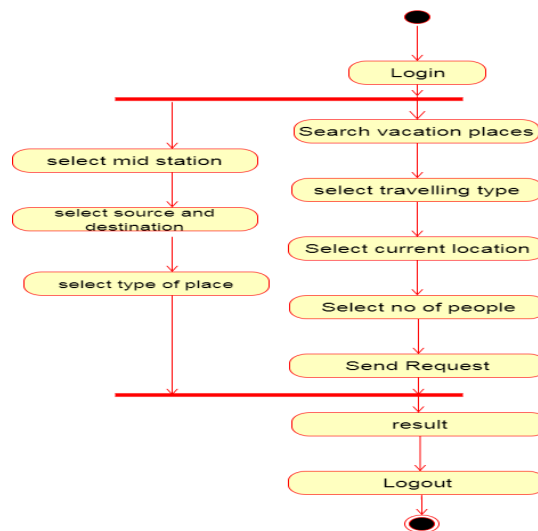 Login
Search vacation places
select mid station
select travelling type
select source and
destination
Select current location
select type of place
Select no of people
Send Request
result
Logout